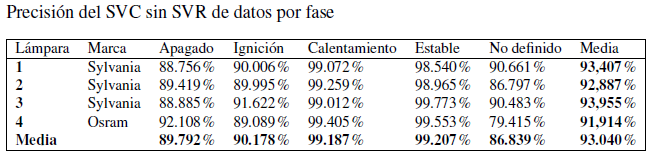 Precisión del SVC sin SVR de datos por fase
Lámpara Marca Apagado Ignición Calentamiento Estable No definido Media
1 Sylvania 88.756 % 90.006 % 99.072 % 98.540 % 90.661 % 93,407 %
2 Sylvania 89.419 % 89.995 % 99.259 % 98.965 % 86.797 % 92,887 %
3 Sylvania 88.885 % 91.622 % 99.012 % 99.773 % 90.483 % 93,955 %
4 Osram 92.108 % 89.089 % 99.405 % 99.553 % 79.415 % 91,914 %
Media 89.792 % 90.178 % 99.187 % 99.207 % 86.839 % 93.040 %